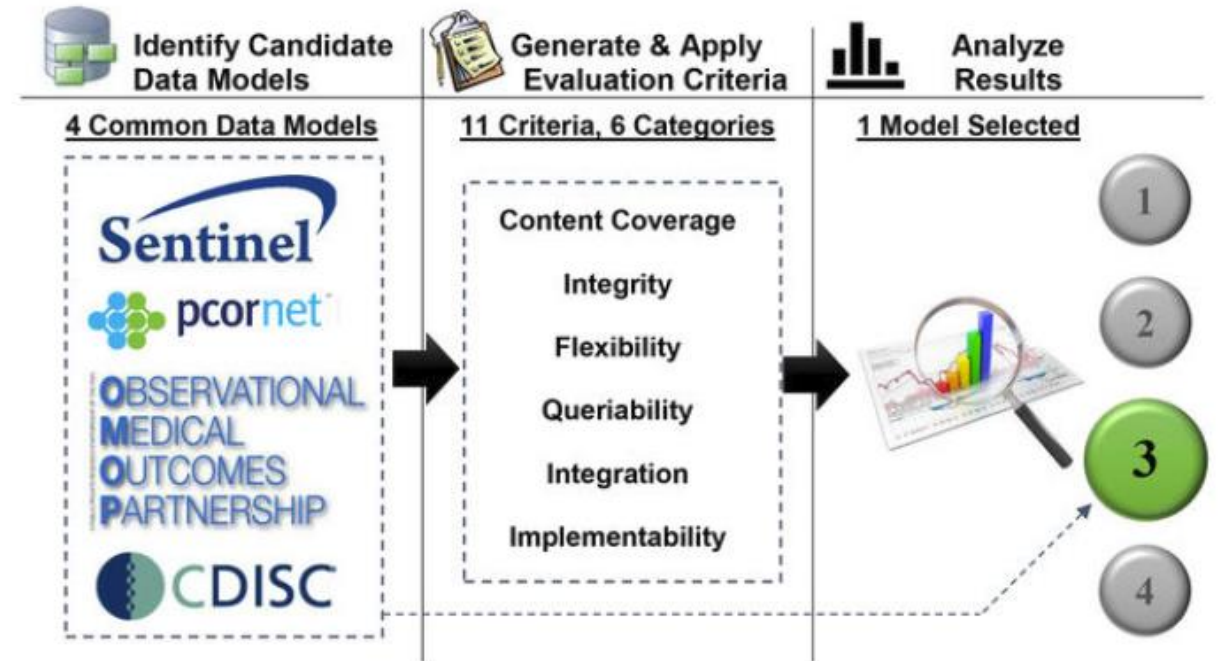 Identify Candidate
Data Models
4 Common Data Models
Sentinel
pcornet
OBSERVATIONAL
MEDICAL
OUTCOMES
PARTNERSHIP
CDISC
Generate & Apply
Evaluation Criteria
11 Criteria, 6 Categories
Content Coverage
Integrity
Flexibility
Queriability
Integration
Implementability
Analyze
Results
1 Model Selected
1
2
3
4